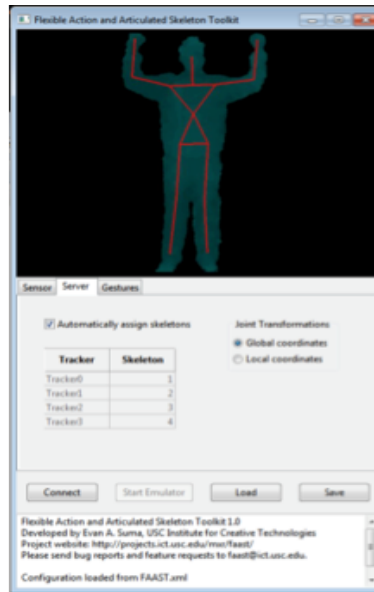 Flexible Action and Articulated Skeleton Toolkit
Sensor Server Gestures
Automatically assign skeletons
Joint Transformations
Global coordinates
Local coordinates
Tracker Skeleton
Tracker0 1
Tracker1 2
Tracker2 3
Tracker3 4
Connect Start Emulator Load Save
Flexible Action and Articulated Skeleton Toolkit 1.0
Developed by Evan A. Suma, USC Institute for Creative Technologies
Project website: http://projects.ict.usc.edu/mxr/faast/
Please send bug reports and feature requests to faast@ict.usc.edu.
Configuration loaded from FAAST.xml